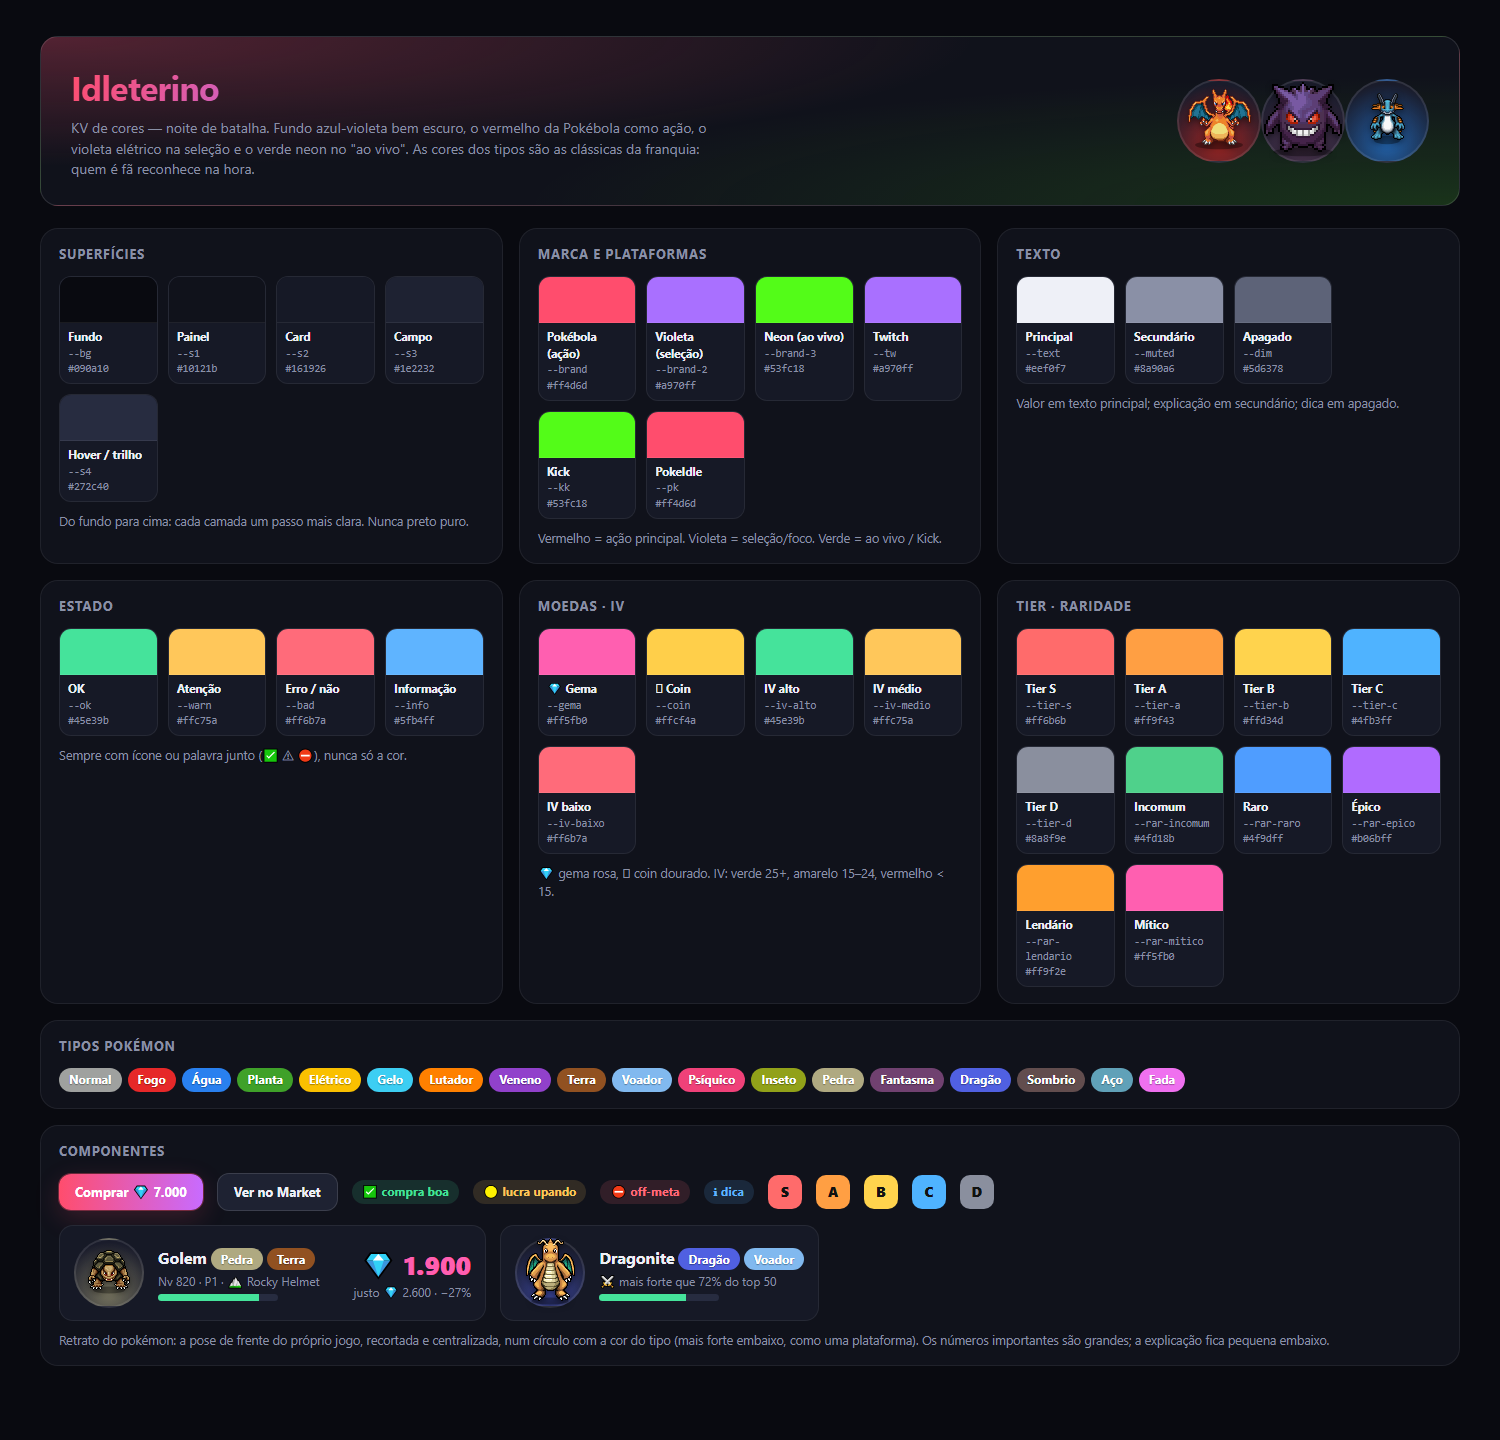 Idleterino
KV de cores — noite de batalha. Fundo azul-violeta bem escuro, o vermelho da Pokébola como ação, o
violeta elétrico na seleção e o verde neon no "ao vivo". As cores dos tipos são as clássicas da franquia:
quem é fã reconhece na hora.
SUPERFÍCIES
Fundo
--bg
#090a10
Painel
--s1
#10121b
Card
--s2
#161926
Campo
--s3
#1e2232
Hover / trilho
--s4
#272c40
Do fundo para cima: cada camada um passo mais clara. Nunca preto puro.
MARCA E PLATAFORMAS
Pokébola
(ação)
--brand
#ff4d6d
Violeta
(seleção)
--brand-2
#a970ff
Neon (ao vivo)
--brand-3
#53fc18
Twitch
--tw
#a970ff
Kick
--kk
#53fc18
PokeIdle
--pk
#ff4d6d
Vermelho = ação principal. Violeta = seleção/foco. Verde = ao vivo / Kick.
TEXTO
Principal
--text
#eef0f7
Secundário
--muted
#8a90a6
Apagado
--dim
#5d6378
Valor em texto principal; explicação em secundário; dica em apagado.
ESTADO
OK
--ok
#45e39b
Atenção
--warn
#ffc75a
Erro / não
--bad
#ff6b7a
Informação
--info
#5fb4ff
Sempre com ícone ou palavra junto (✅ ⚠ ⛔), nunca só a cor.
MOEDAS · IV
💎 Gema
--gema
#ff5fb0
▯ Coin
--coin
#ffcf4a
IV alto
--iv-alto
#45e39b
IV médio
--iv-medio
#ffc75a
IV baixo
--iv-baixo
#ff6b7a
💎 gema rosa, ▯ coin dourado. IV: verde 25+, amarelo 15–24, vermelho <
15.
TIER · RARIDADE
Tier S
--tier-s
#ff6b6b
Tier A
--tier-a
#ff9f43
Tier B
--tier-b
#ffd34d
Tier C
--tier-c
#4fb3ff
Tier D
--tier-d
#8a8f9e
Incomum
--rar-incomum
#4fd18b
Raro
--rar-raro
#4f9dff
Épico
--rar-epico
#b06bff
Lendário
--rar-
lendario
#ff9f2e
Mítico
--rar-mitico
#ff5fb0
TIPOS POKÉMON
Normal Fogo Água Planta Elétrico Gelo Lutador Veneno Terra Voador Psíquico Inseto Pedra Fantasma Dragão Sombrio Aço Fada
COMPONENTES
Comprar 💎 7.000 Ver no Market ✅ compra boa 🟡 lucra upando ⛔ off-meta ℹ dica S A B C D
Golem Pedra Terra
Nv 820 · P1 · ⛰ Rocky Helmet
💎 1.900
justo 💎 2.600 · −27%
Dragonite Dragão Voador
⚔ mais forte que 72% do top 50
Retrato do pokémon: a pose de frente do próprio jogo, recortada e centralizada, num círculo com a cor do tipo (mais forte embaixo, como uma plataforma). Os números importantes são grandes; a explicação fica pequena embaixo.